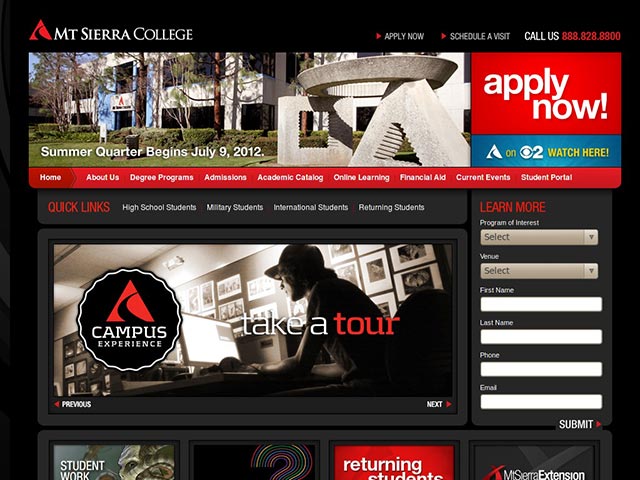 MT SIERRA COLLEGE
APPLY NOW
SCHEDULE A VISIT
CALL US 888.828.8800
Summer Quarter Begins July 9, 2012.
apply
now!
on CBS 2 WATCH HERE!
Home
About Us
Degree Programs
Admissions
Academic Catalog
Online Learning
Financial Aid
Current Events
Student Portal
QUICK LINKS
High School Students
Military Students
International Students
Returning Students
LEARN MORE
Program of Interest
Select
Venue
Select
First Name
Last Name
Phone
Email
SUBMIT
CAMPUS
EXPERIENCE
take a tour
PREVIOUS
NEXT
STUDENT
WORK
2
returning
students
MtSierraExtension